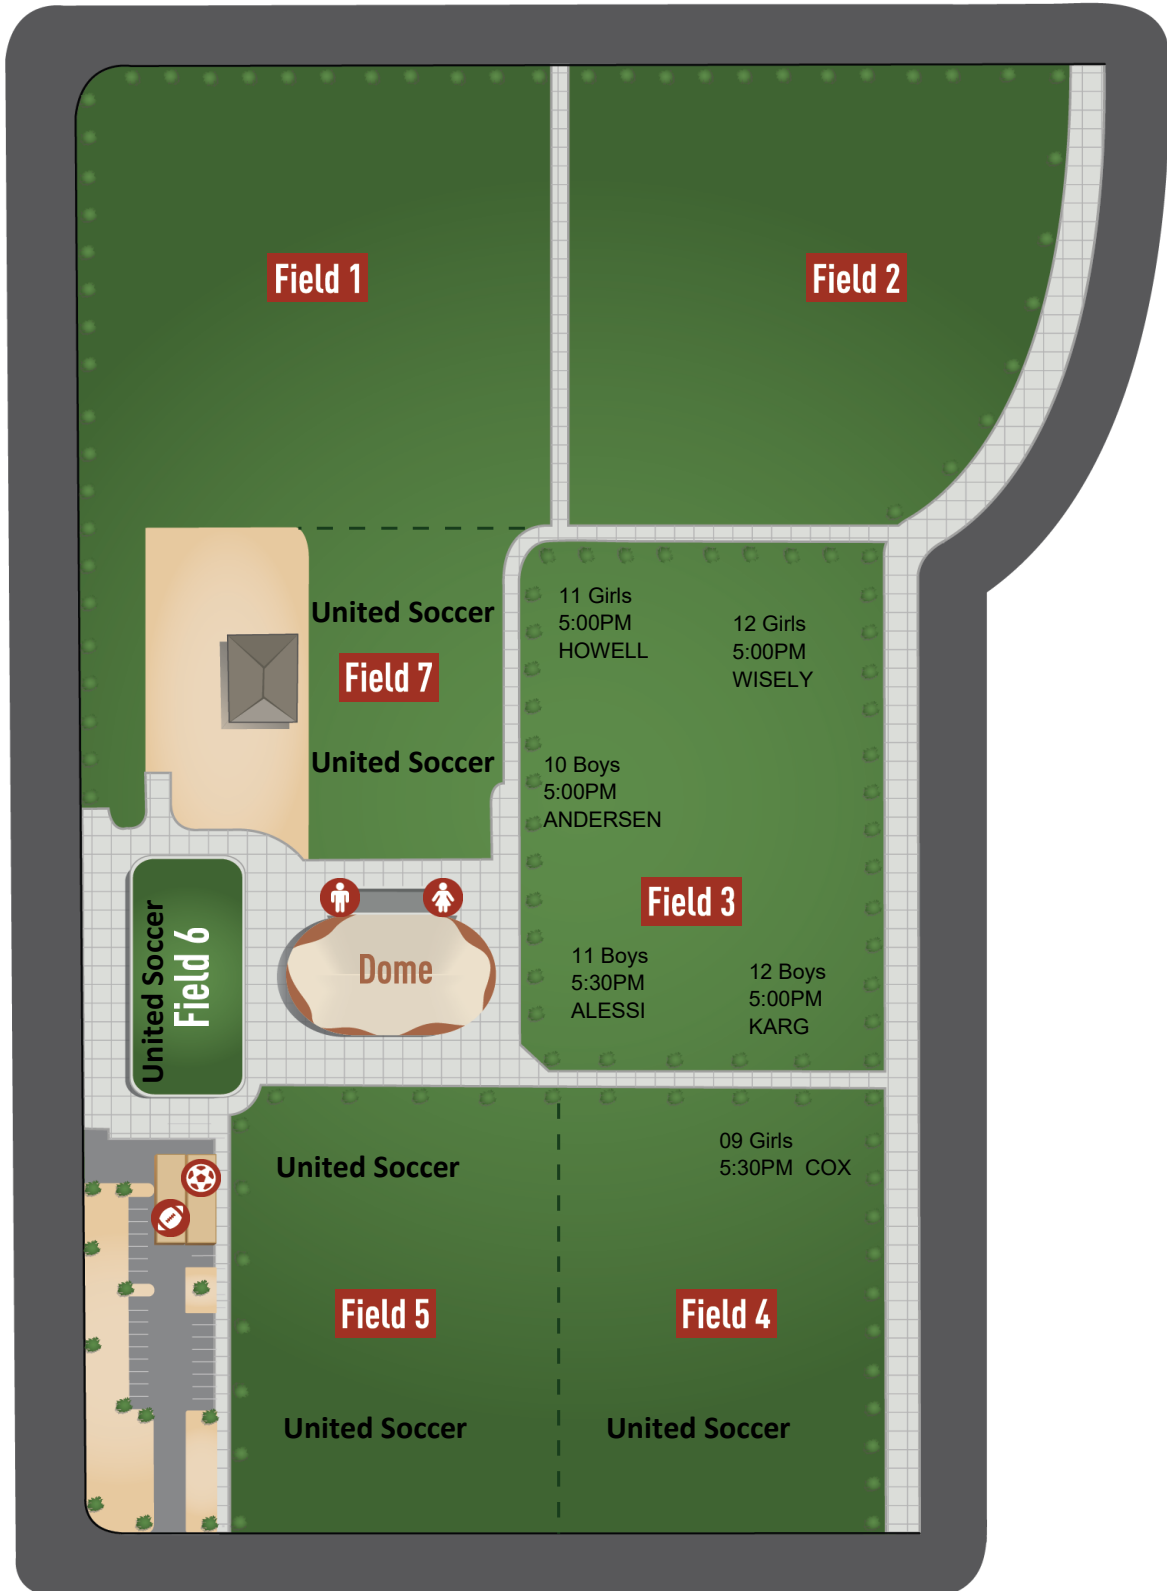 Field 1
Field 2
United Soccer
Field 7
United Soccer
11 Girls
5:00PM
HOWELL
12 Girls
5:00PM
WISELY
10 Boys
5:00PM
ANDERSEN
Field 3
11 Boys
5:30PM
ALESSI
12 Boys
5:00PM
KARG
United Soccer
Field 6
Dome
United Soccer
Field 5
United Soccer
09 Girls
5:30PM COX
Field 4
United Soccer